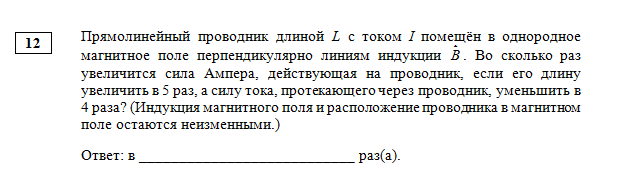 12
Прямолинейный проводник длиной L с током I помещён в однородное
магнитное поле перпендикулярно линиям индукции B⃗ . Во сколько раз
увеличится сила Ампера, действующая на проводник, если его длину
увеличить в 5 раз, а силу тока, протекающего через проводник, уменьшить в
4 раза? (Индукция магнитного поля и расположение проводника в магнитном
поле остаются неизменными.)
Ответ: в ____________________________ раз(а).